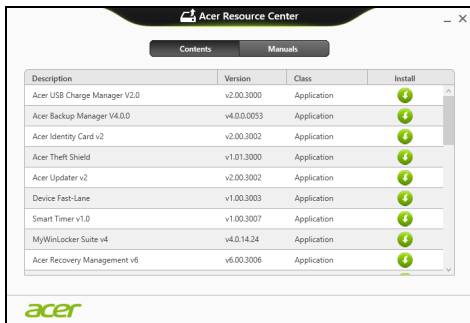 Acer Resource Center
Contents Manuals
Description Version Class Install
Acer USB Charge Manager V2.0 v2.00.3000 Application
Acer Backup Manager V4.0.0 v4.0.0.0053 Application
Acer Identity Card v2 v2.00.3002 Application
Acer Theft Shield v1.01.3000 Application
Acer Updater v2 v2.00.3002 Application
Device Fast-Lane v1.00.3003 Application
Smart Timer v1.0 v1.00.3007 Application
MyWinLocker Suite v4 v4.0.14.24 Application
Acer Recovery Management v6 v6.00.3006 Application
acer